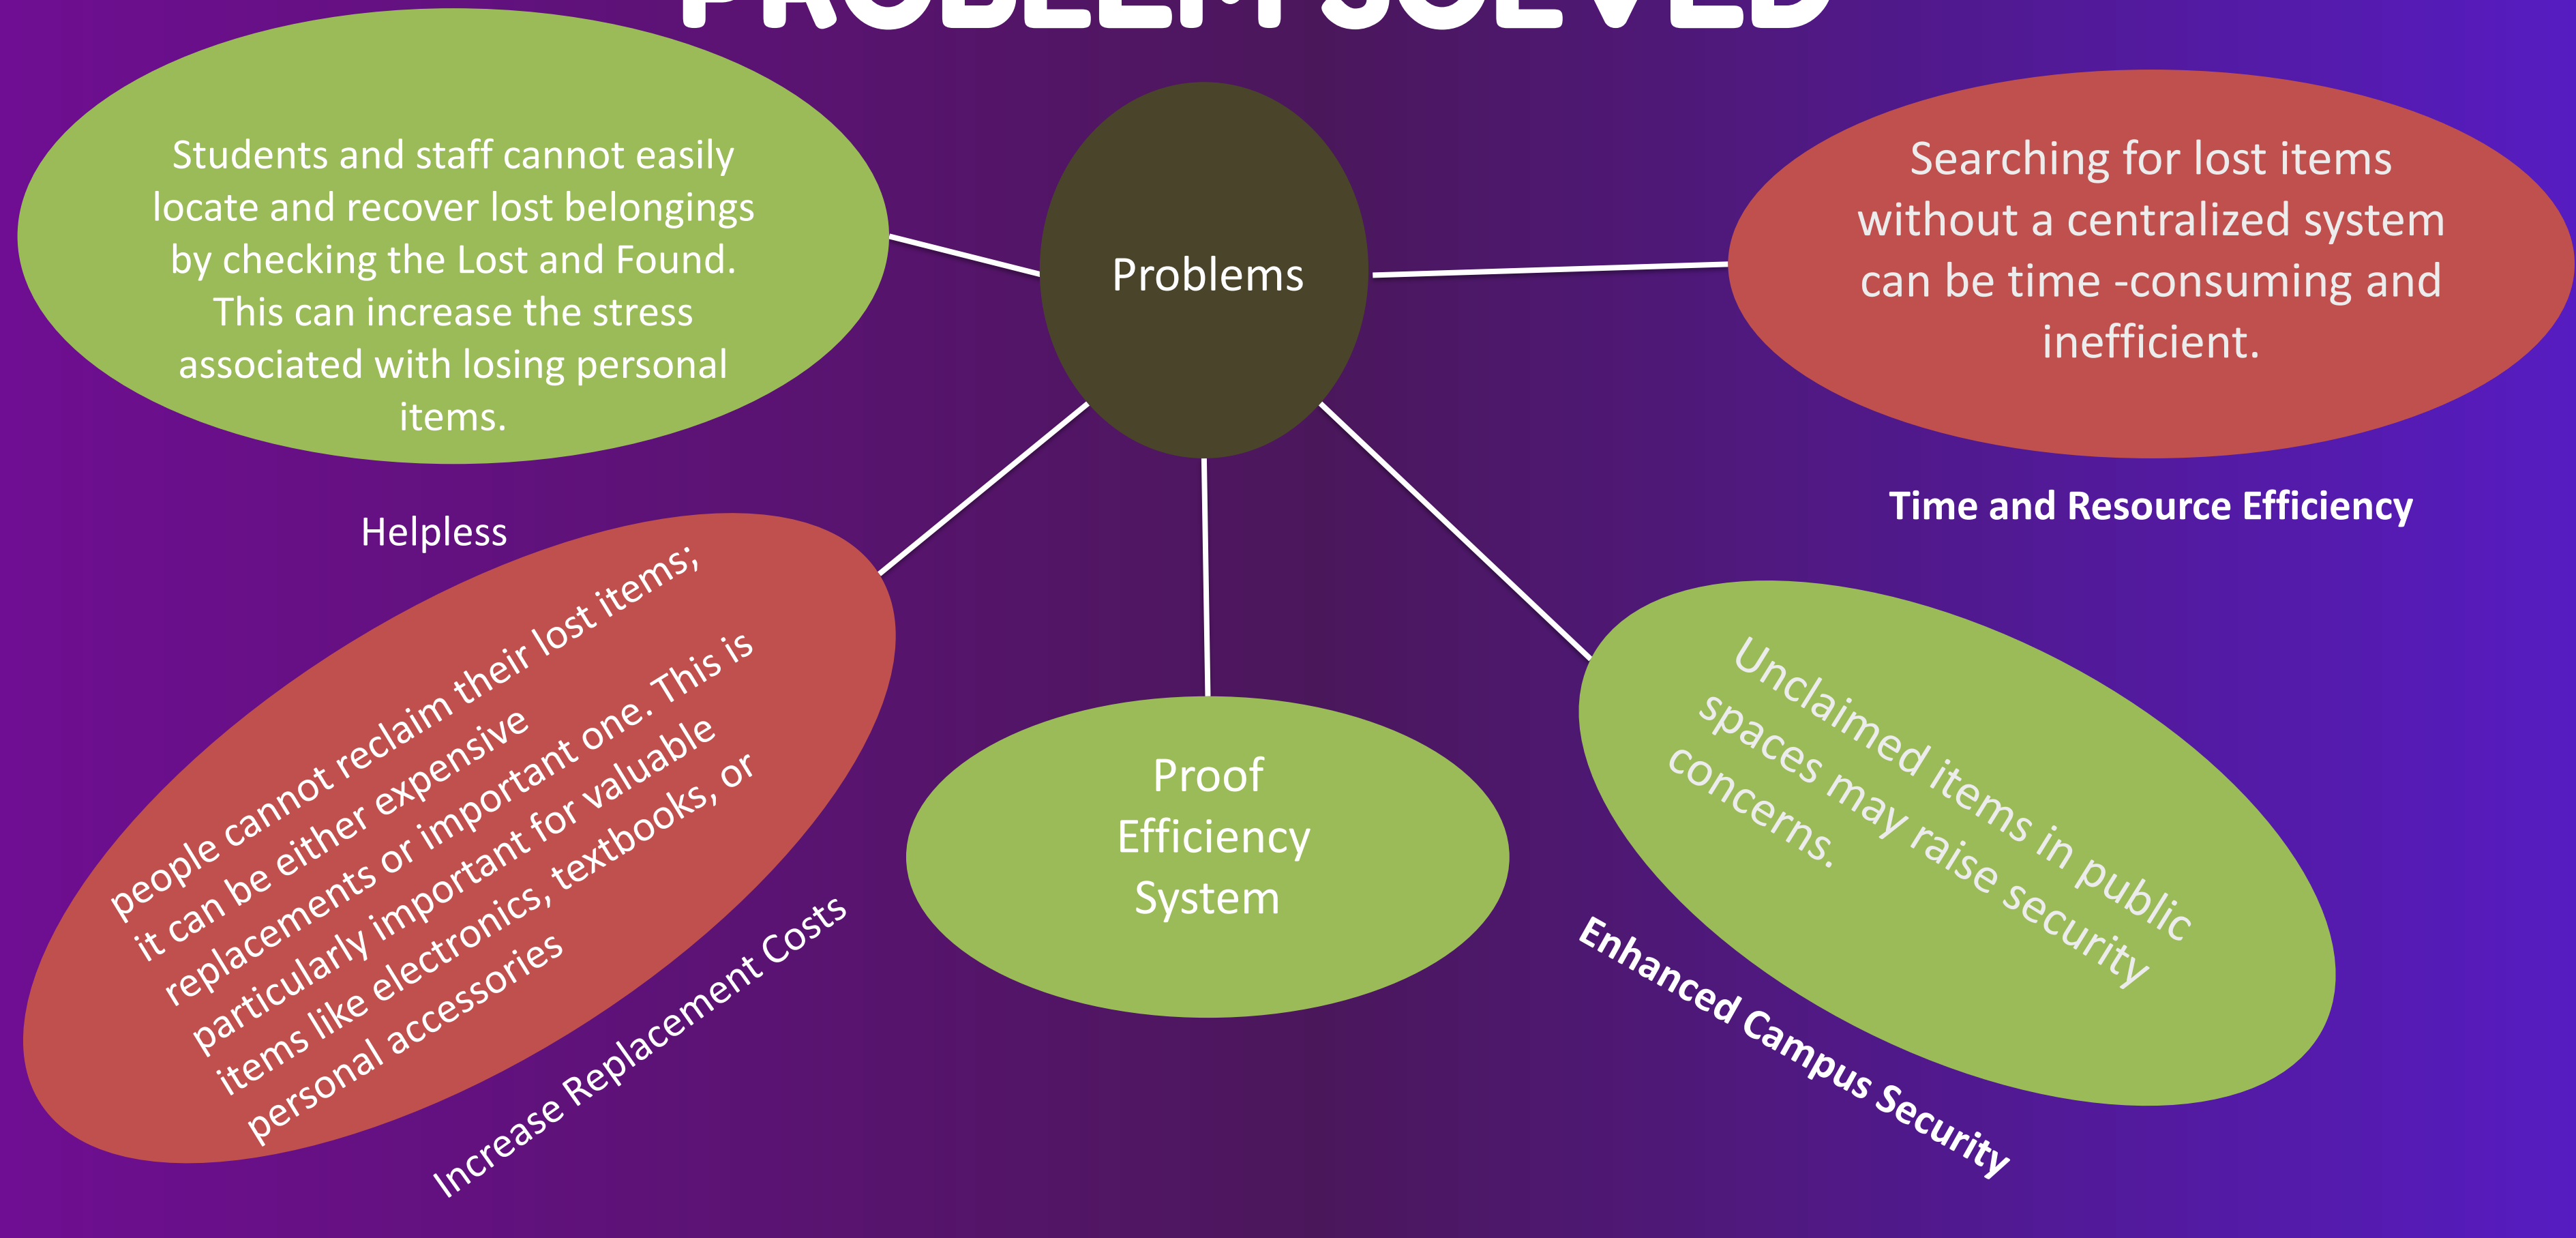 PROBLEM SOLVED
Students and staff cannot easily
locate and recover lost belongings
by checking the Lost and Found.
This can increase the stress
associated with losing personal
items.
Helpless
Problems
Searching for lost items
without a centralized system
can be time -consuming and
inefficient.
Time and Resource Efficiency
people cannot reclaim their lost items;
it can be either expensive
replacements or important one. This is
particularly important for valuable
items like electronics, textbooks, or
personal accessories
Increase Replacement Costs
Proof
Efficiency
System
Unclaimed items in public
spaces may raise security
concerns.
Enhanced Campus Security